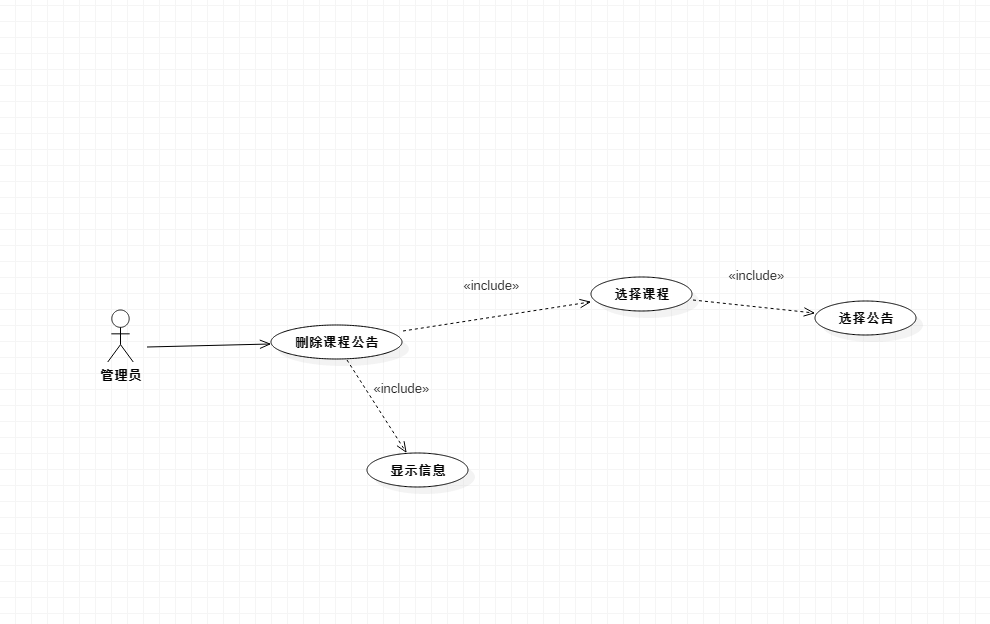 «include»
«include»
选择课程
选择公告
删除课程公告
管理员
«include»
显示信息